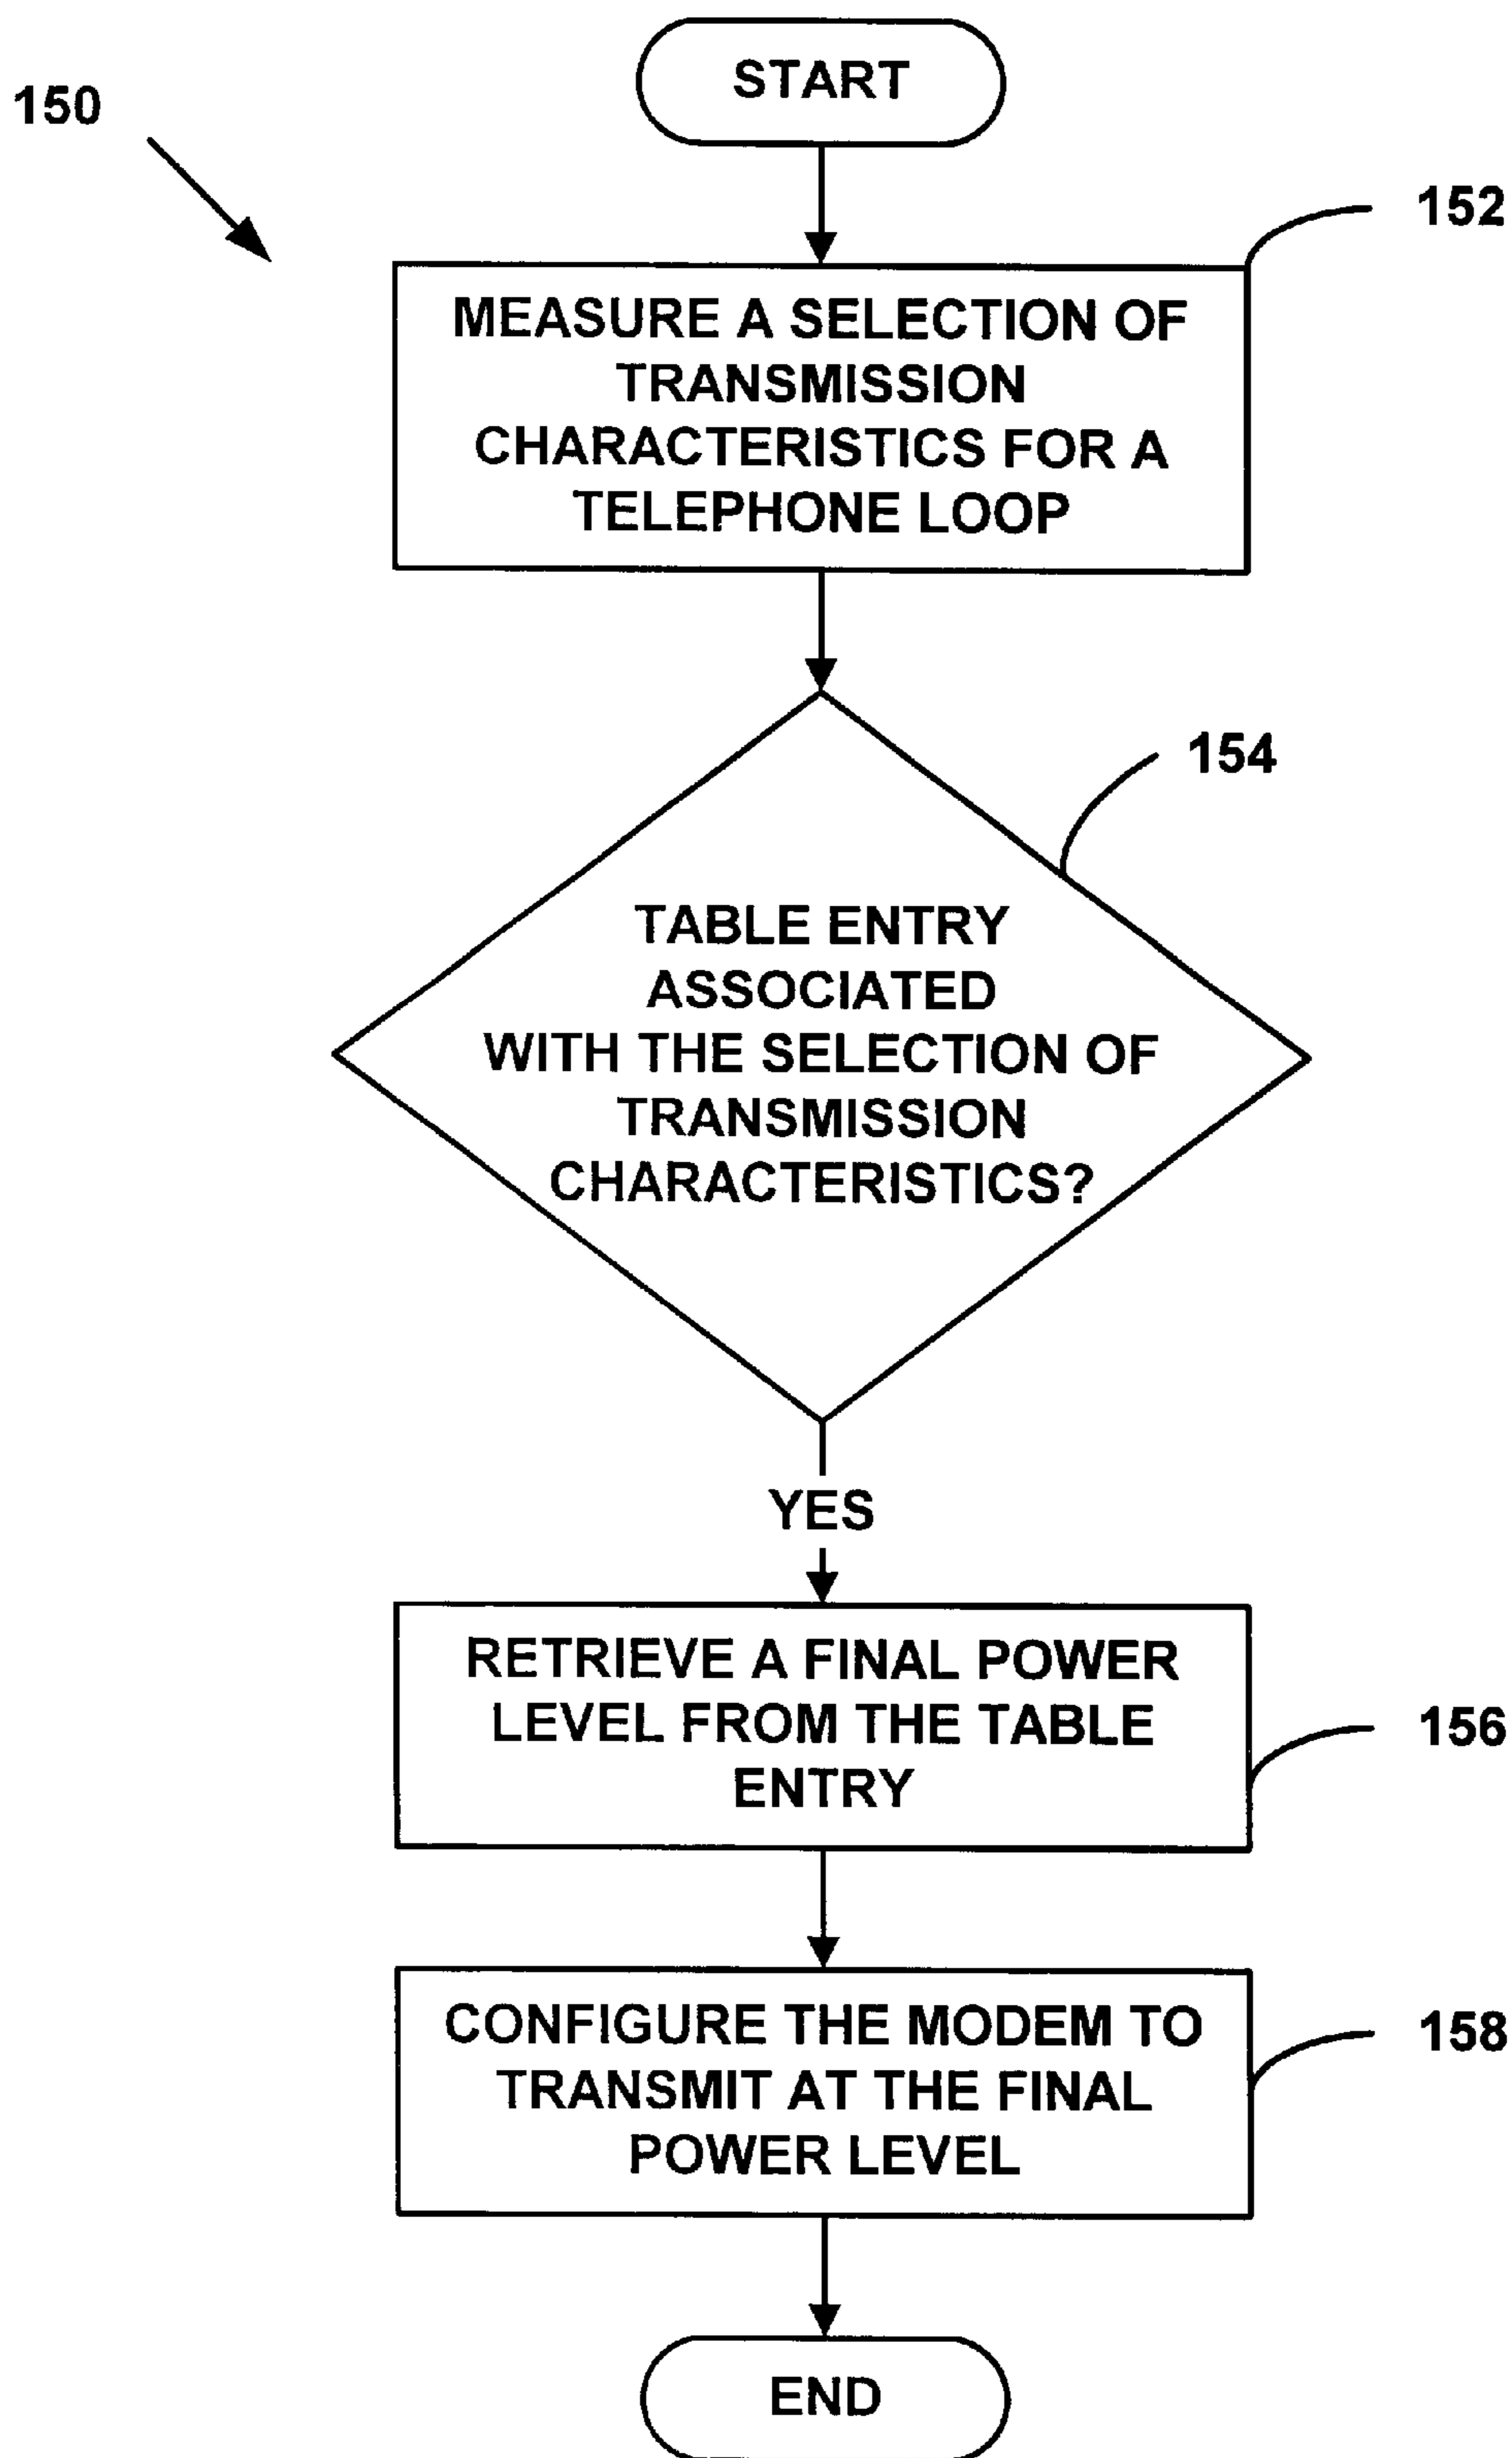 START
150
152
MEASURE A SELECTION OF
TRANSMISSION
CHARACTERISTICS FOR A
TELEPHONE LOOP
154
TABLE ENTRY
ASSOCIATED
WITH THE SELECTION OF
TRANSMISSION
CHARACTERISTICS?
YES
RETRIEVE A FINAL POWER
LEVEL FROM THE TABLE
ENTRY
156
CONFIGURE THE MODEM TO
TRANSMIT AT THE FINAL
POWER LEVEL
158
END